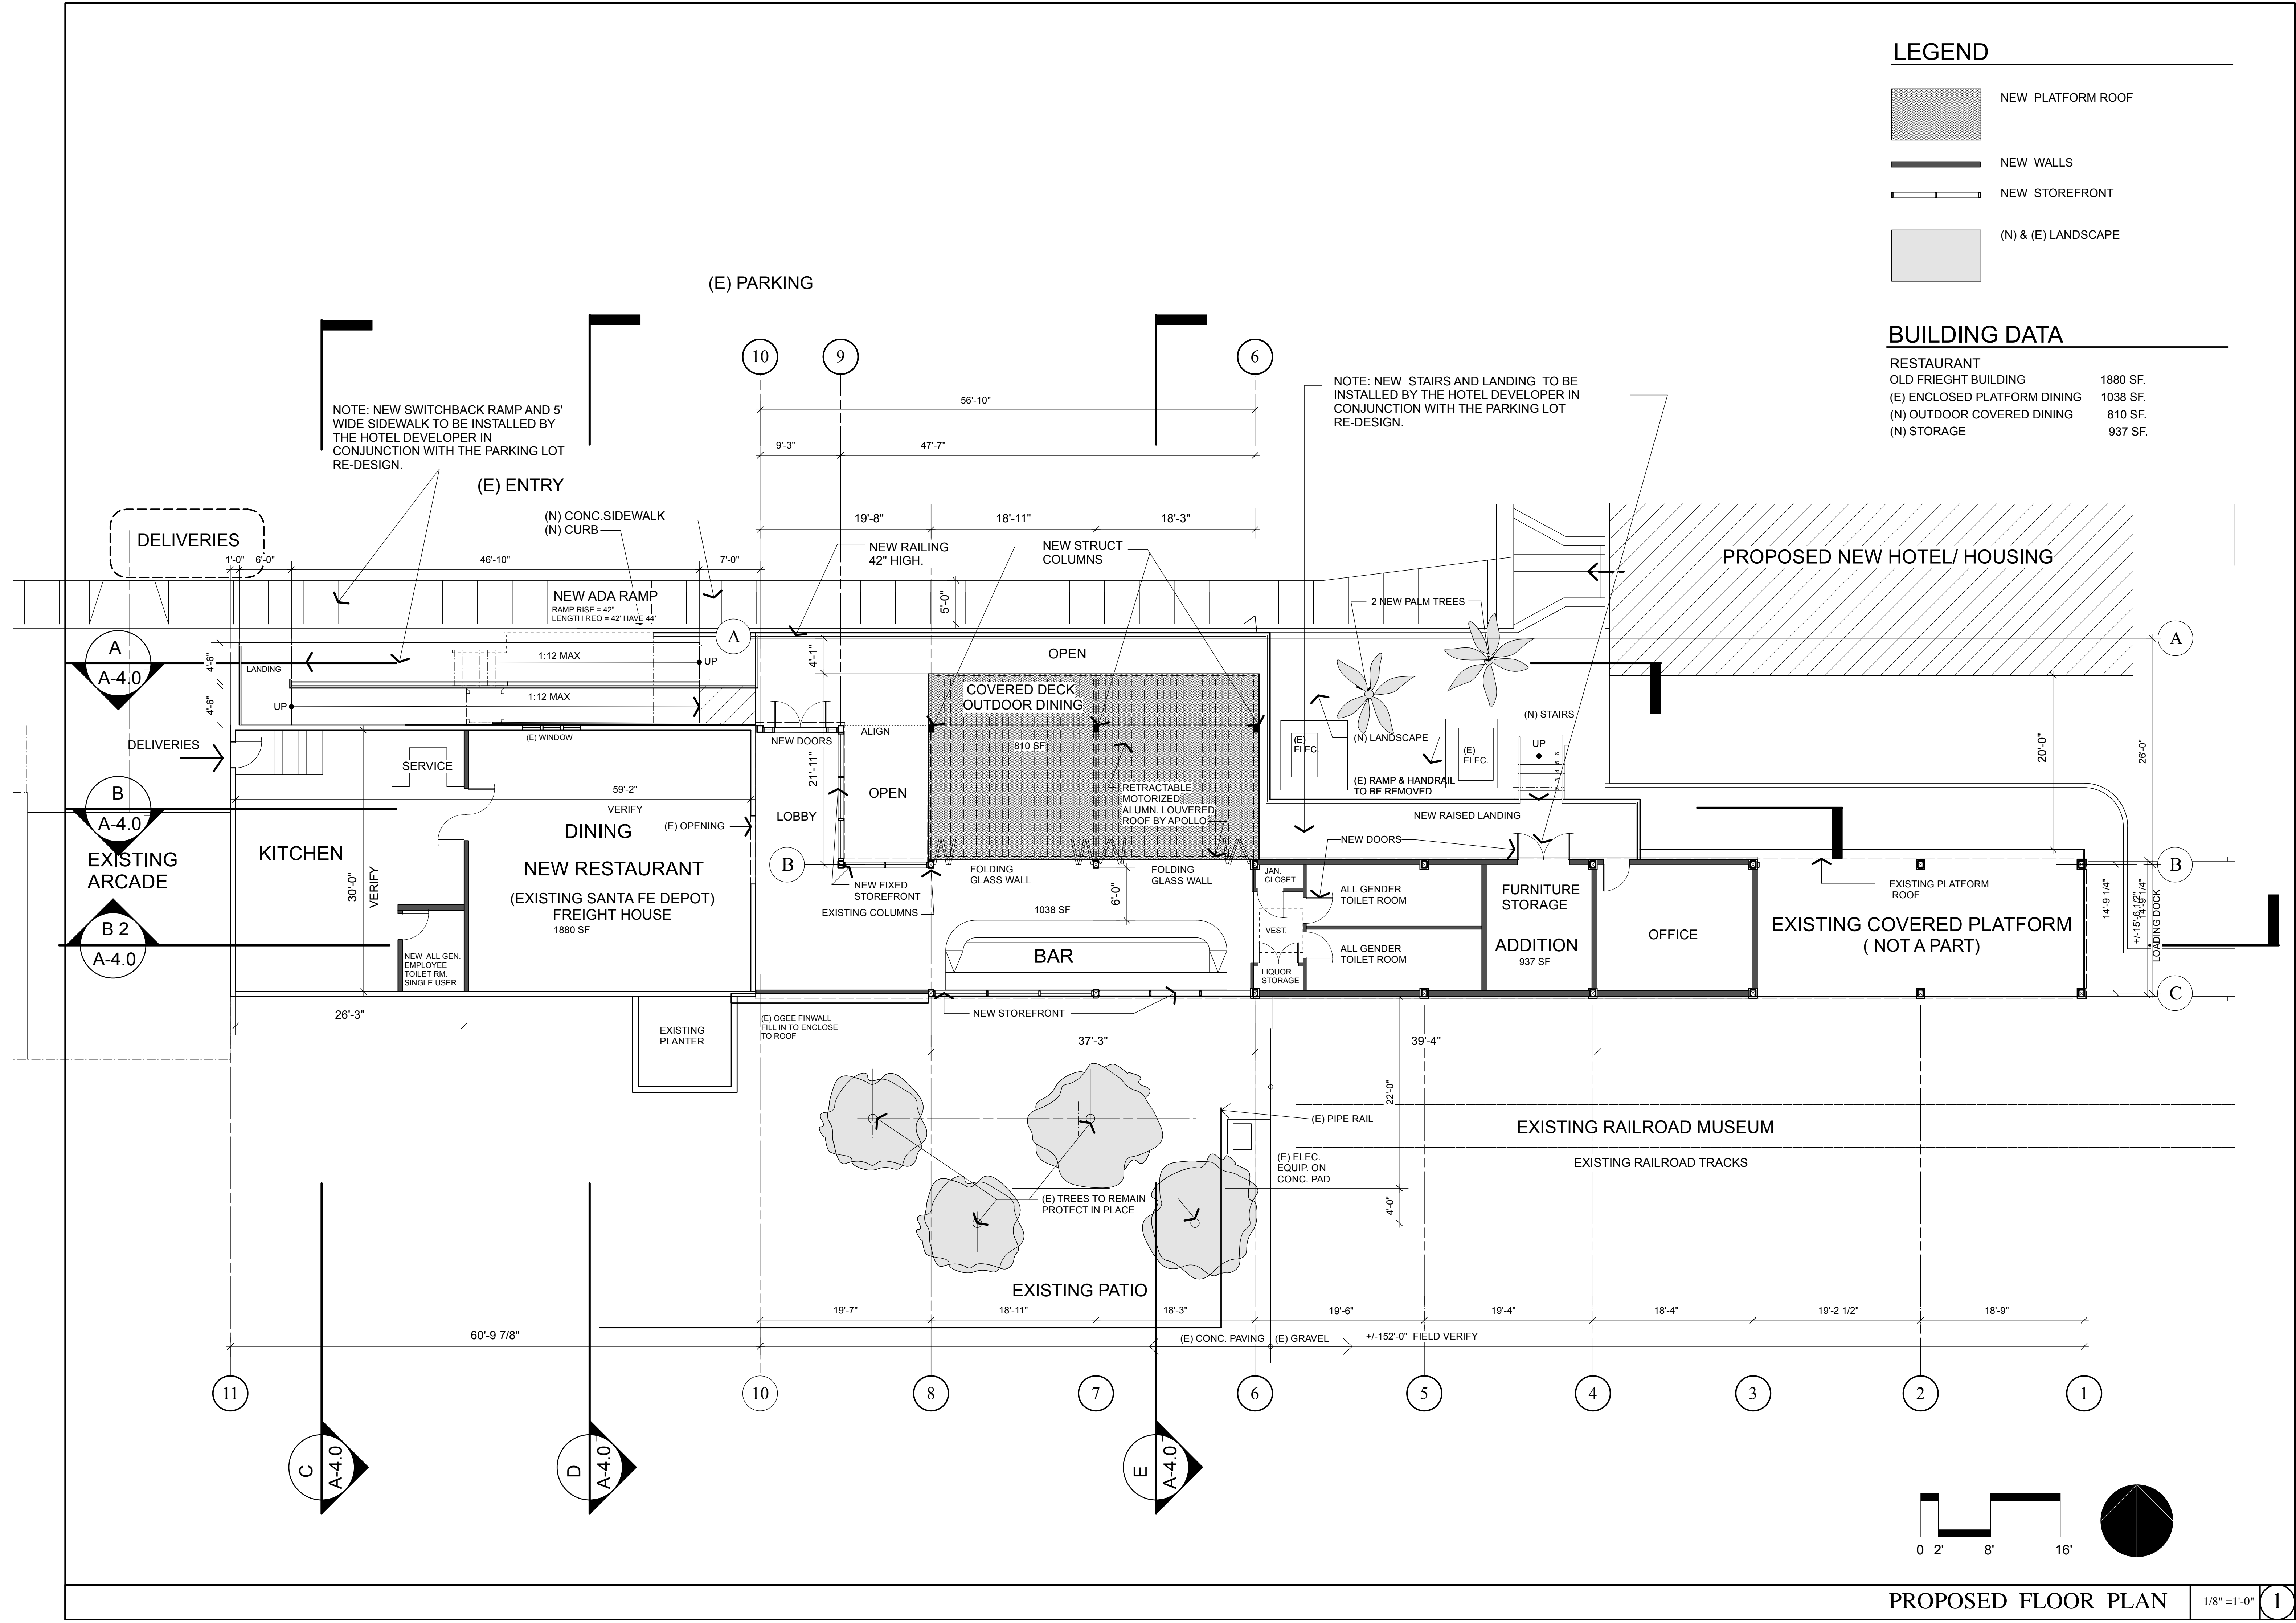 LEGEND
NEW PLATFORM ROOF
NEW WALLS
NEW STOREFRONT
(N) & (E) LANDSCAPE
BUILDING DATA
RESTAURANT
OLD FRIEGHT BUILDING 1880 SF.
(E) ENCLOSED PLATFORM DINING 1038 SF.
(N) OUTDOOR COVERED DINING 810 SF.
(N) STORAGE 937 SF.
(E) PARKING
10
9
6
NOTE: NEW SWITCHBACK RAMP AND 5'
WIDE SIDEWALK TO BE INSTALLED BY
THE HOTEL DEVELOPER IN
CONJUNCTION WITH THE PARKING LOT
RE-DESIGN.
NOTE: NEW STAIRS AND LANDING TO BE
INSTALLED BY THE HOTEL DEVELOPER IN
CONJUNCTION WITH THE PARKING LOT
RE-DESIGN.
56'-10"
9'-3"
47'-7"
(E) ENTRY
(N) CONC.SIDEWALK
(N) CURB
19'-8"
18'-11"
18'-3"
DELIVERIES
1'-0"
6'-0"
46'-10"
7'-0"
NEW RAILING
42" HIGH.
NEW STRUCT
COLUMNS
PROPOSED NEW HOTEL/ HOUSING
NEW ADA RAMP
RAMP RISE = 42"
LENGTH REQ = 42' HAVE 44'
5'-0"
2 NEW PALM TREES
A
A
A
A-4.0
4'-6"
4'-6"
LANDING
1:12 MAX
UP
1:12 MAX
UP
4'-1"
OPEN
COVERED DECK
OUTDOOR DINING
810 SF
(N) STAIRS
UP
1
2
3
4
5
6
(N) LANDSCAPE
(E)
ELEC.
(E)
ELEC.
(E) RAMP & HANDRAIL
TO BE REMOVED
20'-0"
26'-0"
DELIVERIES
(E) WINDOW
NEW DOORS
ALIGN
SERVICE
21'-11"
OPEN
RETRACTABLE
MOTORIZED
ALUMN. LOUVERED
ROOF BY APOLLO
59'-2"
VERIFY
DINING
(E) OPENING
LOBBY
NEW RAISED LANDING
NEW DOORS
B
A-4.0
EXISTING
ARCADE
KITCHEN
30'-0"
VERIFY
NEW RESTAURANT
(EXISTING SANTA FE DEPOT)
FREIGHT HOUSE
1880 SF
B
B
NEW FIXED
STOREFRONT
EXISTING COLUMNS
FOLDING
GLASS WALL
FOLDING
GLASS WALL
6'-0"
1038 SF
BAR
JAN.
CLOSET
VEST.
LIQUOR
STORAGE
ALL GENDER
TOILET ROOM
ALL GENDER
TOILET ROOM
FURNITURE
STORAGE
ADDITION
937 SF
OFFICE
EXISTING PLATFORM
ROOF
EXISTING COVERED PLATFORM
( NOT A PART)
14'-9 1/4"
+/-15'-6 1/2"
14'-9 1/4"
LOADING DOCK
B 2
A-4.0
NEW ALL GEN.
EMPLOYEE
TOILET RM.
SINGLE USER
C
26'-3"
EXISTING
PLANTER
(E) OGEE FINWALL
FILL IN TO ENCLOSE
TO ROOF
NEW STOREFRONT
37'-3"
39'-4"
22'-0"
(E) PIPE RAIL
EXISTING RAILROAD MUSEUM
EXISTING RAILROAD TRACKS
(E) ELEC.
EQUIP. ON
CONC. PAD
(E) TREES TO REMAIN
PROTECT IN PLACE
4'-0"
EXISTING PATIO
19'-7"
18'-11"
18'-3"
19'-6"
19'-4"
18'-4"
19'-2 1/2"
18'-9"
60'-9 7/8"
(E) CONC. PAVING
(E) GRAVEL
+/-152'-0" FIELD VERIFY
11
10
8
7
6
5
4
3
2
1
C
A-4.0
D
A-4.0
E
A-4.0
0 2' 8' 16'
PROPOSED FLOOR PLAN
1/8" =1'-0"
1